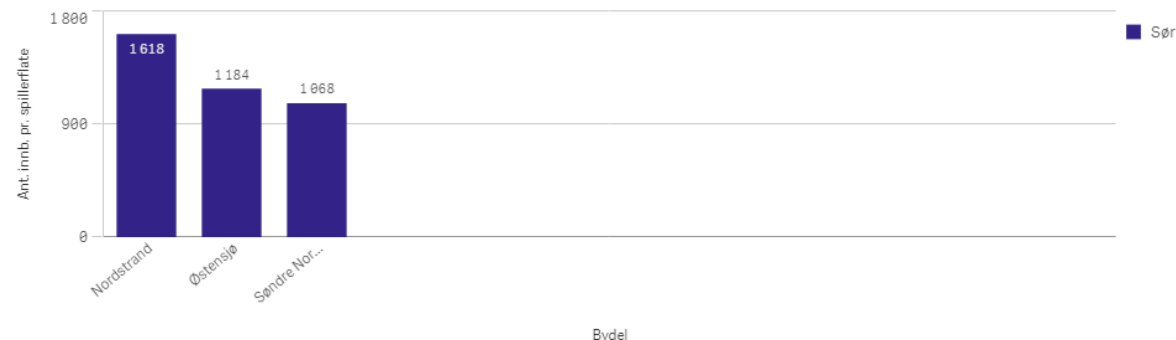 1 800
Sør
1 618
1 184
1 068
Ant. innb. pr. spillerflate
900
0
Nordstrand
Østensjø
Søndre Nor...
Bydel